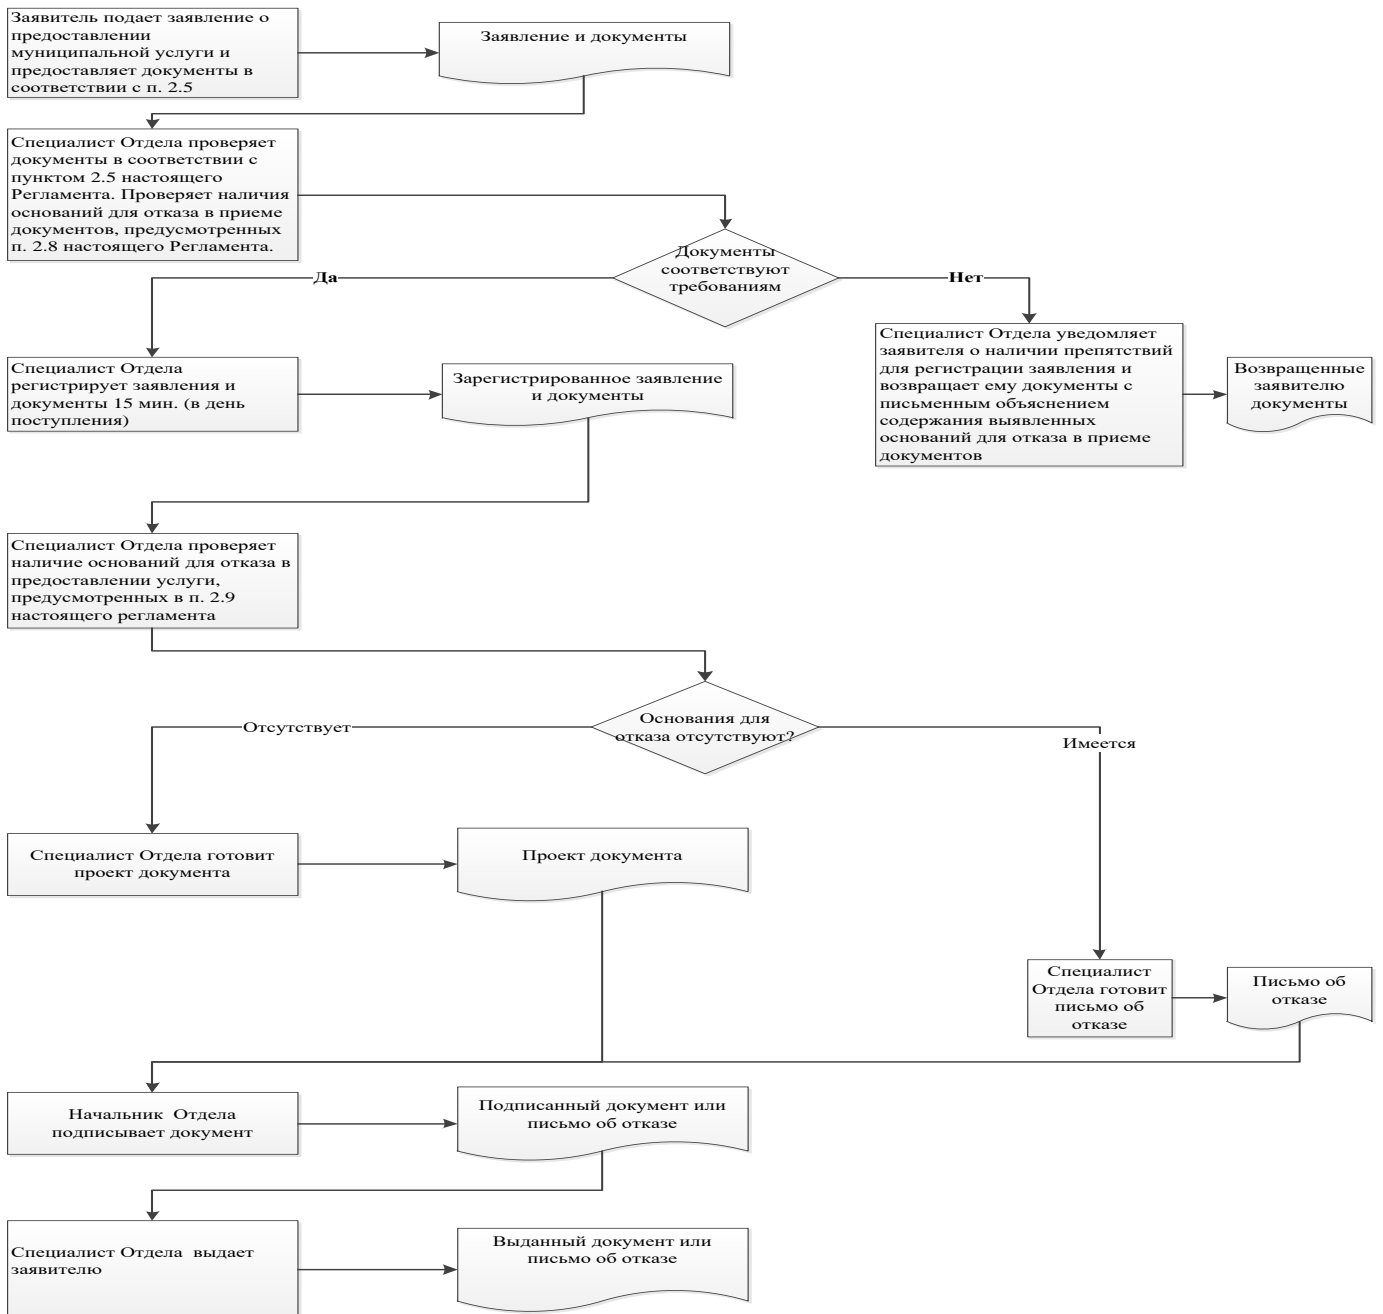 Заявитель подает заявление о
предоставлении
муниципальной услуги и
предоставляет документы в
соответствии с п. 2.5
Заявление и документы
Специалист Отдела проверяет
документы в соответствии с
пунктом 2.5 настоящего
Регламента. Проверяет наличия
оснований для отказа в приеме
документов, предусмотренных
п. 2.8 настоящего Регламента.
Документы
соответствуют
требованиям
Да
Нет
Специалист Отдела
регистрирует заявления и
документы 15 мин. (в день
поступления)
Зарегистрированное заявление
и документы
Специалист Отдела уведомляет
заявителя о наличии препятствий
для регистрации заявления и
возвращает ему документы с
письменным объяснением
содержания выявленных
оснований для отказа в приеме
документов
Возвращенные
заявителю
документы
Специалист Отдела проверяет
наличие оснований для отказа в
предоставлении услуги,
предусмотренных в п. 2.9
настоящего регламента
Основания для
отказа отсутствуют?
Отсутствует
Имеется
Специалист Отдела готовит
проект документа
Проект документа
Специалист
Отдела готовит
письмо об
отказе
Письмо об
отказе
Начальник  Отдела
подписывает документ
Подписанный документ или
письмо об отказе
Специалист Отдела  выдает
заявителю
Выданный документ или
письмо об отказе